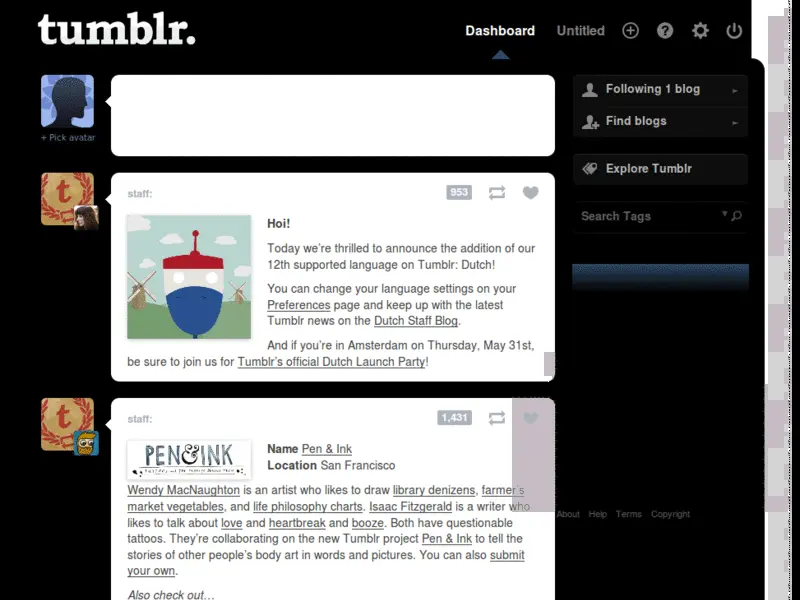 tumblr.
Dashboard
Untitled
+ Pick avatar
Following 1 blog
Find blogs
Explore Tumblr
Search Tags
staff:
953
Hoi!
Today we're thrilled to announce the addition of our
12th supported language on Tumblr: Dutch!
You can change your language settings on your
Preferences page and keep up with the latest
Tumblr news on the Dutch Staff Blog.
And if you're in Amsterdam on Thursday, May 31st,
be sure to join us for Tumblr's official Dutch Launch Party!
staff:
1,431
PEN&INK
Name Pen & Ink
Location San Francisco
Wendy MacNaughton is an artist who likes to draw library denizens, farmer's
market vegetables, and life philosophy charts. Isaac Fitzgerald is a writer who
likes to talk about love and heartbreak and booze. Both have questionable
tattoos. They're collaborating on the new Tumblr project Pen & Ink to tell the
stories of other people's body art in words and pictures. You can also submit
your own.
Also check out…
About Help Terms Copyright